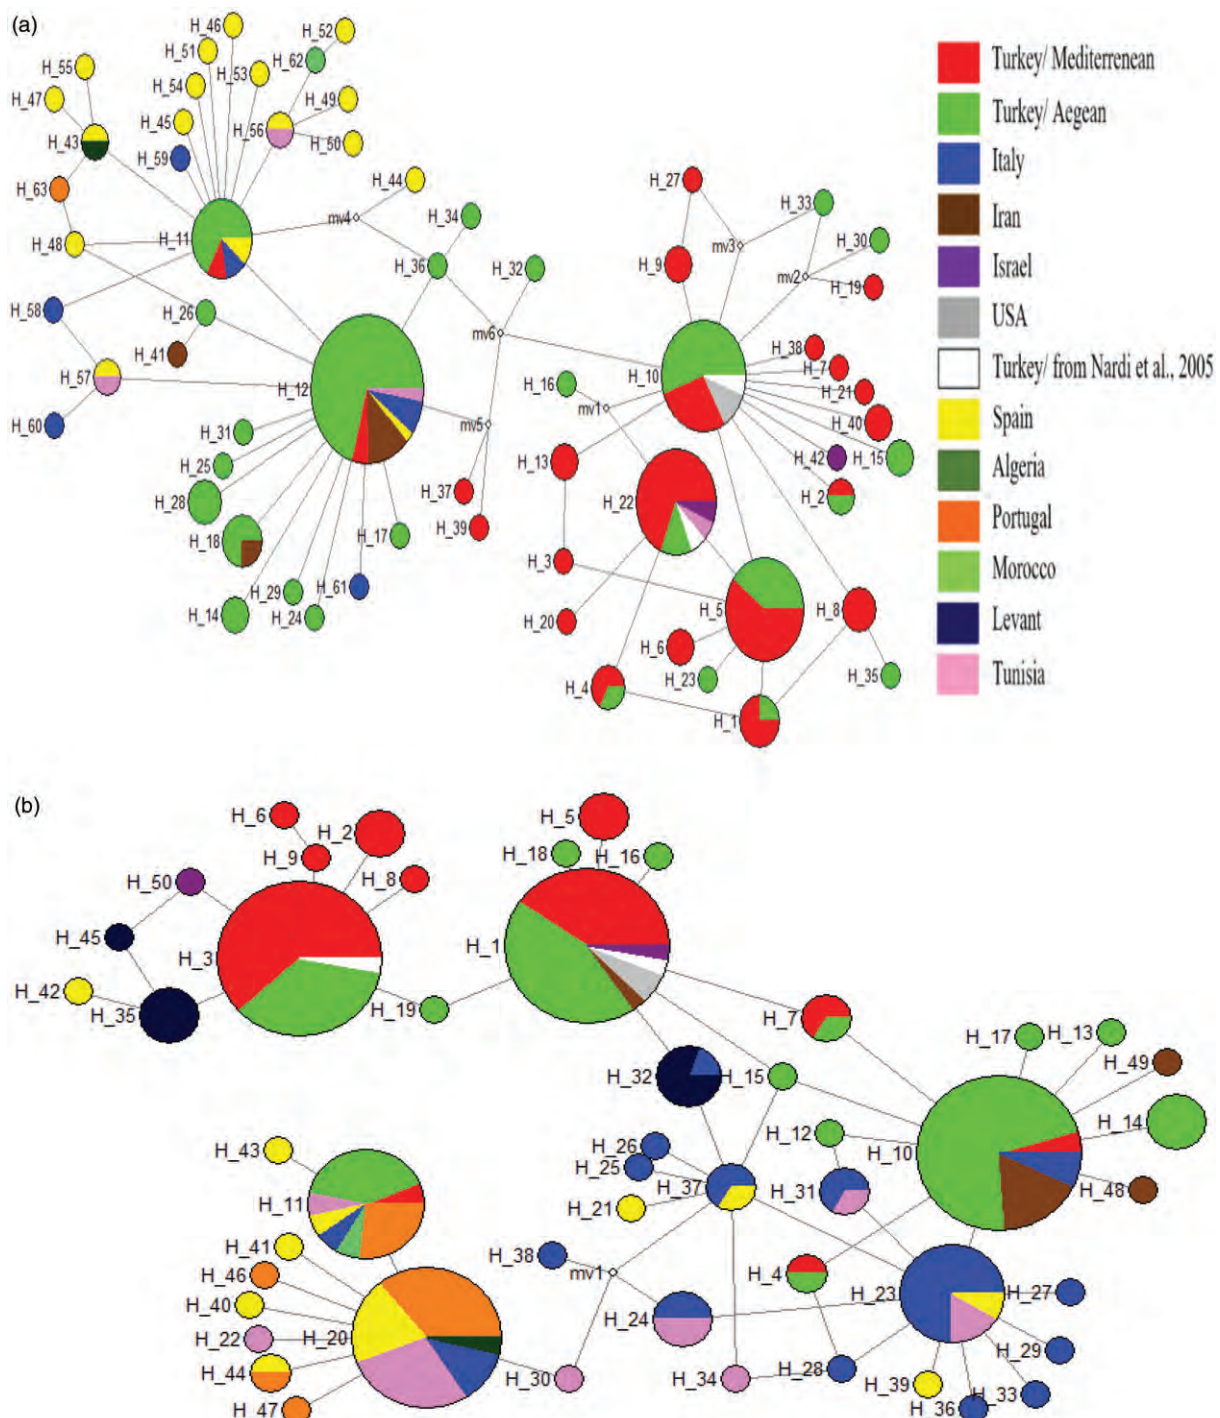 (a)
H_46
H_52
H_51
H_62
H_55
H_53
H_54
H_47
H_49
H_45
H_56
H_43
H_50
H_59
H_63
H_44
H_27
mv4
H_34
H_33
H_48
H_11
mv3
H_30
H_36
H_32
H_9
mv2
H_19
H_58
H_26
mv6
H_38
H_41
H_7
H_10
H_57
H_16
H_21
H_12
mv1
H_40
H_60
mv5
H_31
H_15
H_42
H_25
H_13
H_2
H_37
H_28
H_22
H_39
H_17
H_18
H_3
H_29
H_61
H_5
H_8
H_14
H_24
H_20
H_6
H_23
H_35
H_4
H_1
Turkey/ Mediterrenean
Turkey/ Aegean
Italy
Iran
Israel
USA
Turkey/ from Nardi et al., 2005
Spain
Algeria
Portugal
Morocco
Levant
Tunisia
(b)
H_6
H_5
H_2
H_9
H_18
H_16
H_50
H_8
H_45
H_1
H_3
H_42
H_19
H_35
H_7
H_17
H_13
H_49
H_32
H_15
H_14
H_26
H_12
H_43
H_10
H_25
H_37
H_31
H_48
H_11
H_21
H_41
H_38
H_46
mv1
H_4
H_23
H_27
H_40
H_24
H_22
H_20
H_29
H_44
H_30
H_34
H_28
H_39
H_33
H_47
H_36